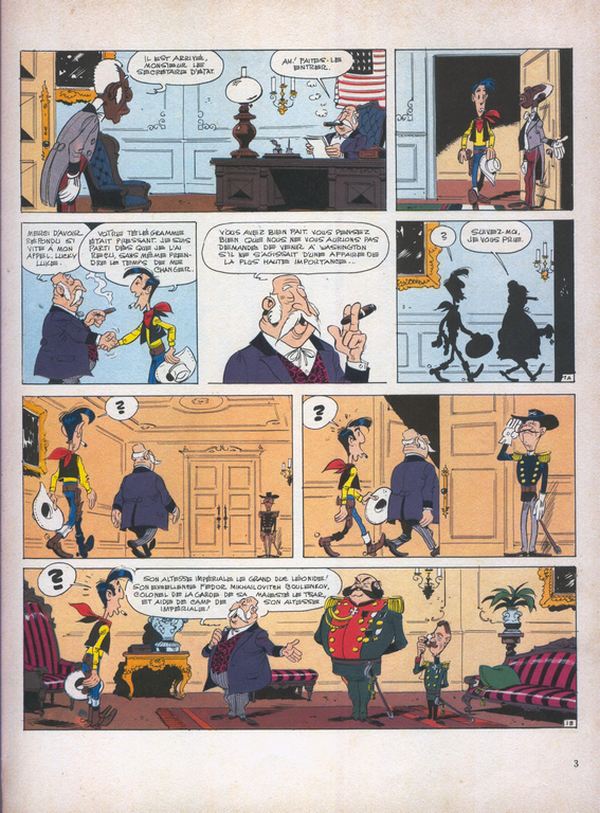 IL EST ARRIVÉ,
MONSIEUR LE
SECRÉTAIRE D'ÉTAT.
AH! FAITES-LE
ENTRER.
MERCI D'AVOIR
RÉPONDU SI
VITE À MON
APPEL, LUCKY
LUKE.
VOTRE TÉLÉGRAMME
ÉTAIT PRESSANT. JE SUIS
PARTI DÈS QUE JE L'AI
REÇU, SANS MÊME PREN-
DRE LE TEMPS DE ME
CHANGER.
VOUS AVEZ BIEN FAIT. VOUS PENSEZ
BIEN QUE NOUS NE VOUS AURIONS PAS
DEMANDÉ DE VENIR À WASHINGTON
S'IL NE S'AGISSAIT D'UNE AFFAIRE DE
LA PLUS HAUTE IMPORTANCE...
?
SUIVEZ-MOI,
JE VOUS PRIE.
1A
?
?
?
SON ALTESSE IMPÉRIALE LE GRAND DUC LÉONIDE!
SON EXCELLENCE FEDOR MIKHAILOVITCH BOULENKOV,
COLONEL DE LA GARDE DE SA MAJESTÉ LE TSAR,
ET AIDE DE CAMP DE SON ALTESSE
IMPÉRIALE!
1B
3